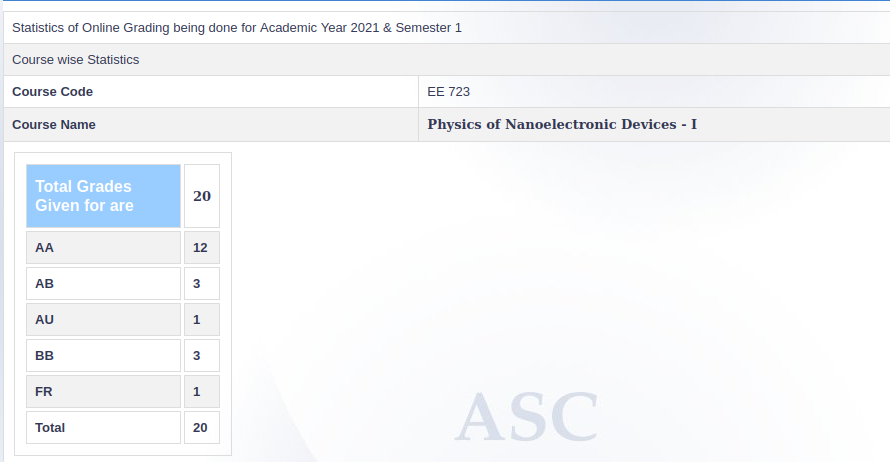 Statistics of Online Grading being done for Academic Year 2021 & Semester 1
Course wise Statistics
Course Code EE 723
Course Name Physics of Nanoelectronic Devices - I
Total Grades
Given for are 20
AA 12
AB 3
AU 1
BB 3
FR 1
Total 20
ASC